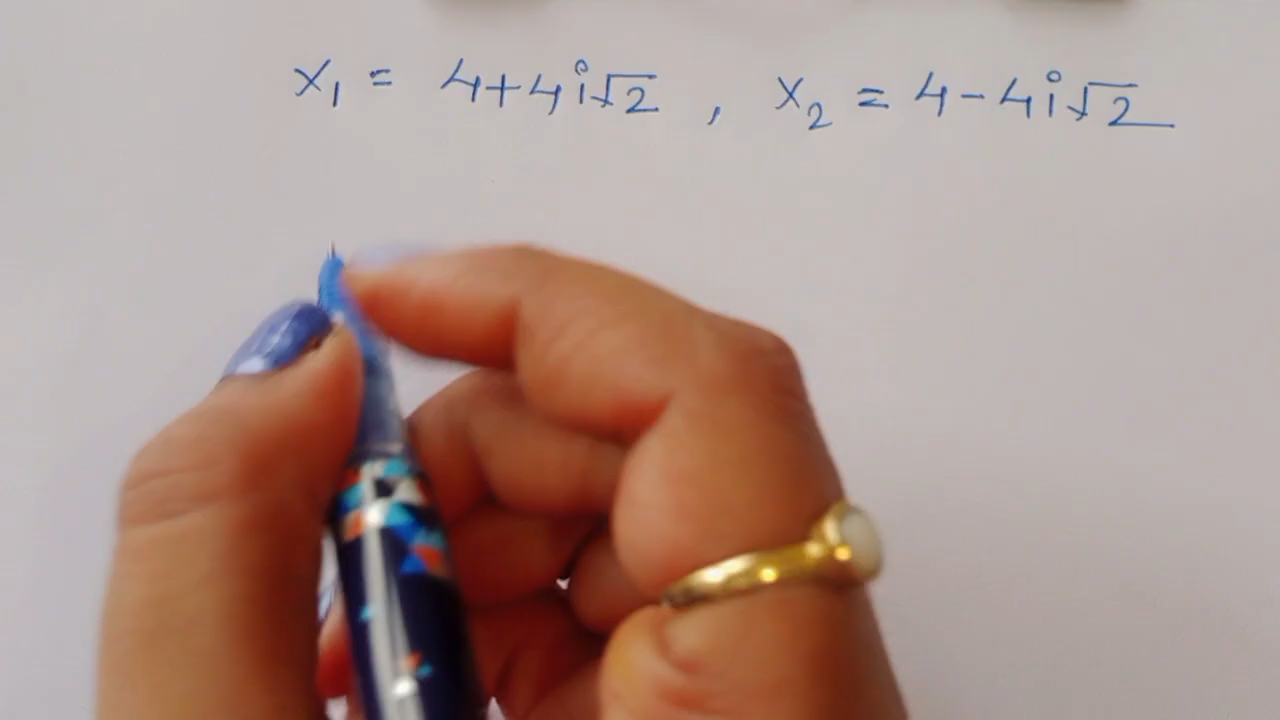 x₁ = 4+4i√2 , x₂ = 4-4i√2